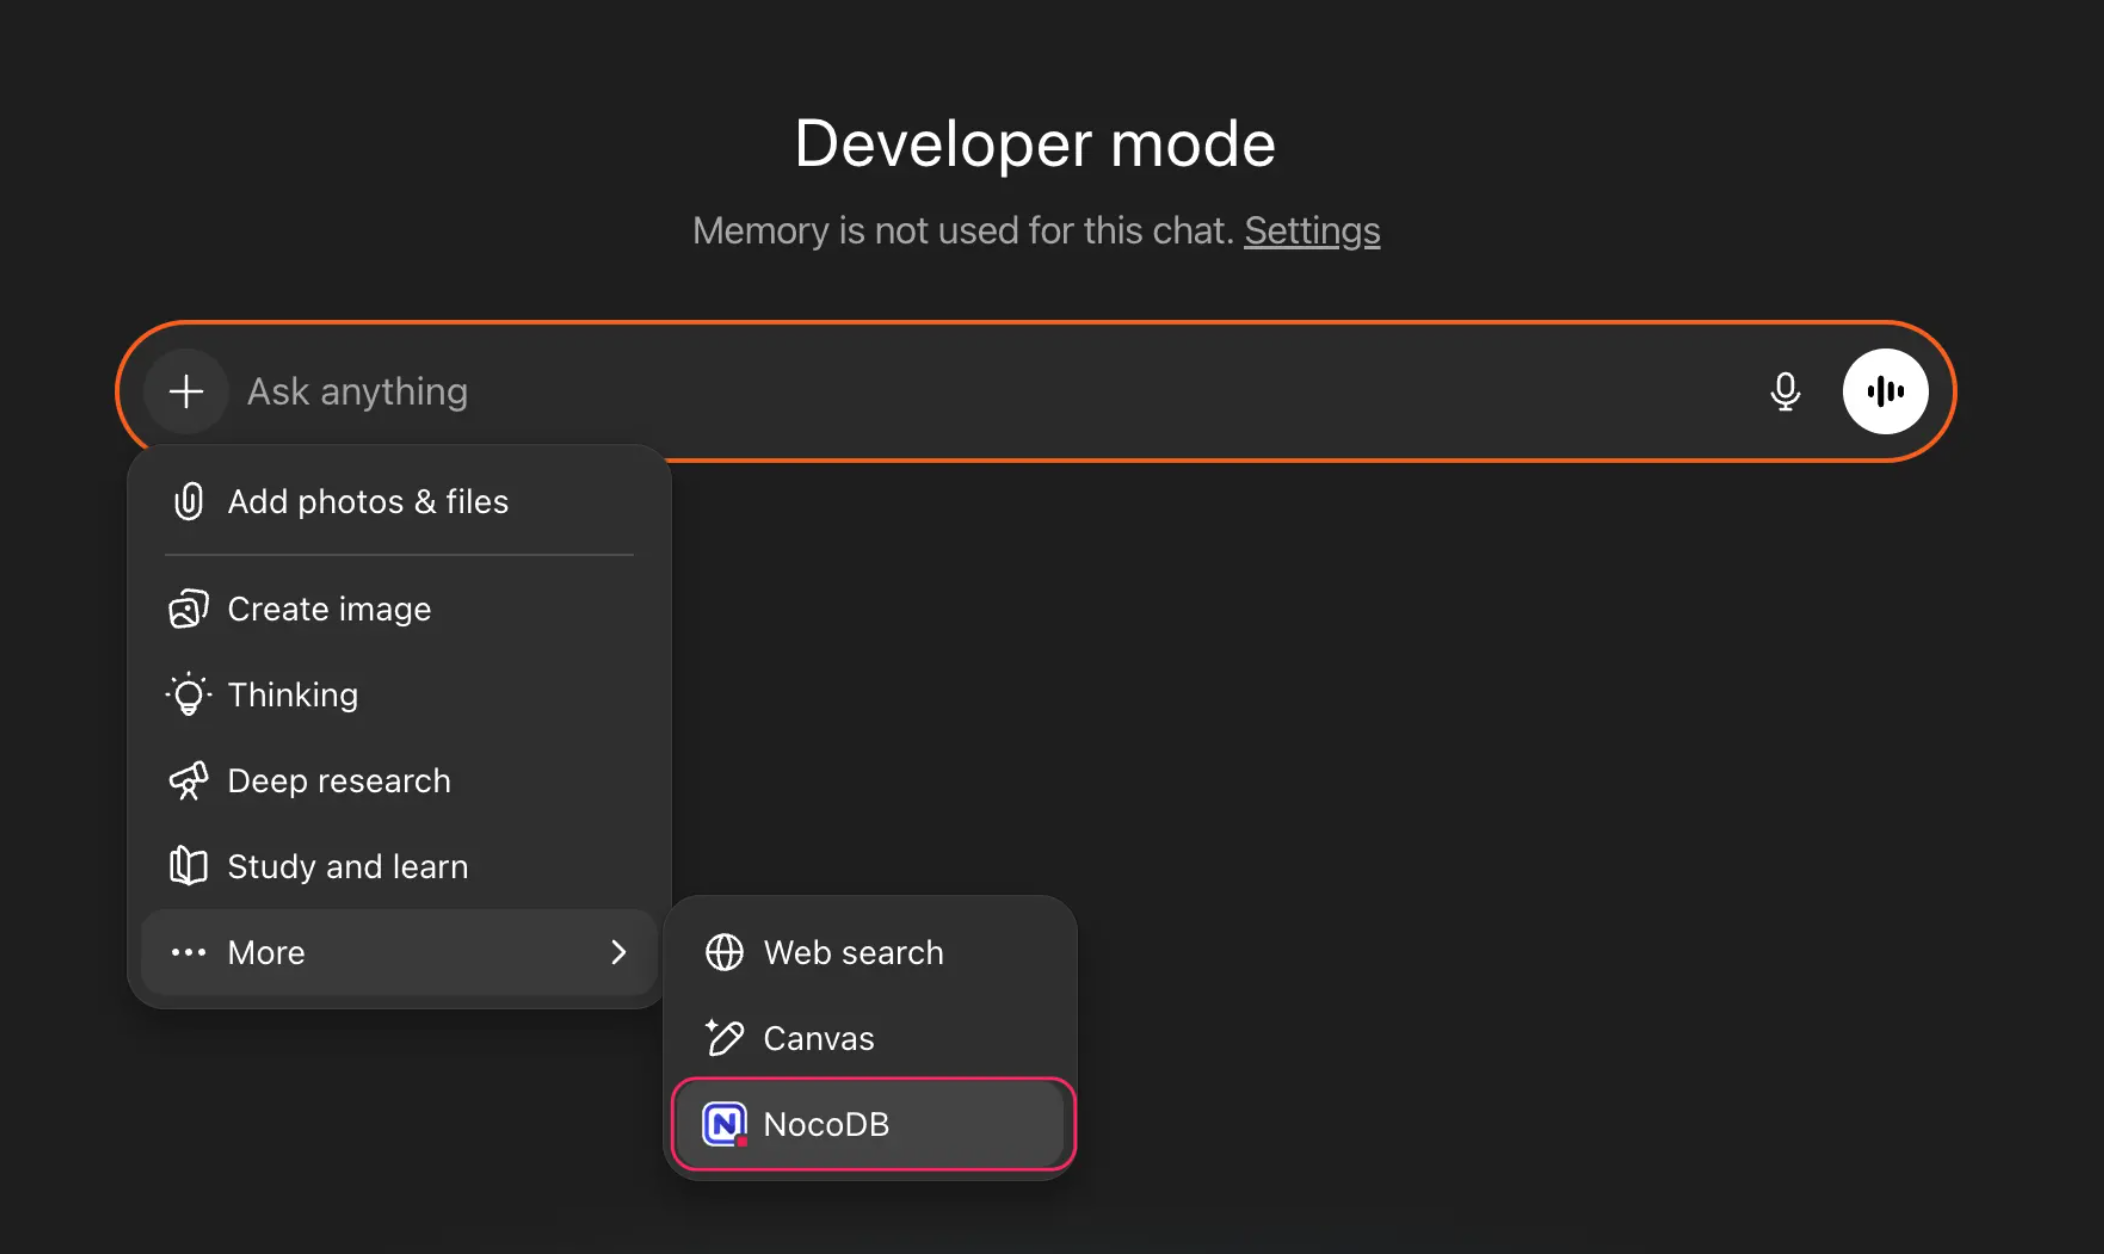 Developer mode
Memory is not used for this chat. Settings
Ask anything
Add photos & files
Create image
Thinking
Deep research
Study and learn
More
Web search
Canvas
N NocoDB